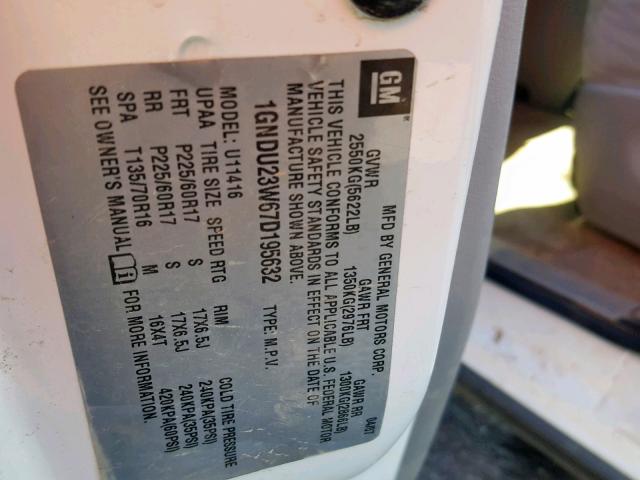 GM
MFD BY GENERAL MOTORS CORP. 04/07
GVWR GAWR FRT GAWR RR
2550KG(5622LB) 1350KG(2976LB) 1300KG(2866LB)
THIS VEHICLE CONFORMS TO ALL APPLICABLE U.S. FEDERAL MOTOR
VEHICLE SAFETY STANDARDS IN EFFECT ON THE DATE OF
MANUFACTURE SHOWN ABOVE.
1GNDU23W67D195632 TYPE: M.P.V.
MODEL: U11416
UPAA TIRE SIZE SPEED RTG RIM COLD TIRE PRESSURE
FRT P225/60R17 S 17X6.5J 240KPA(35PSI)
RR P225/60R17 S 17X6.5J 240KPA(35PSI)
SPA T135/70R16 M 16X4T 420KPA(60PSI)
SEE OWNER'S MANUAL FOR MORE INFORMATION.